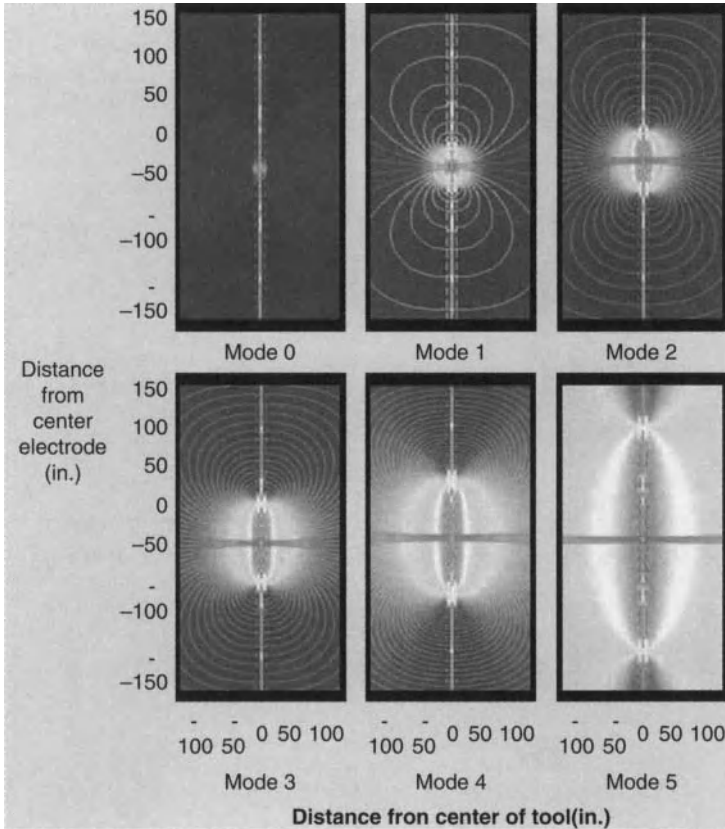 150
100
50
0
–50
-
–100
-
–150
Mode 0
Mode 1
Mode 2
Distance
from
center
electrode
(in.)
150
100
50
0
–50
-
–100
-
–150
- - 0 50 100
100 50
- - 0 50 100
100 50
- - 0 50 100
100 50
Mode 3
Mode 4
Mode 5
Distance fron center of tool(in.)